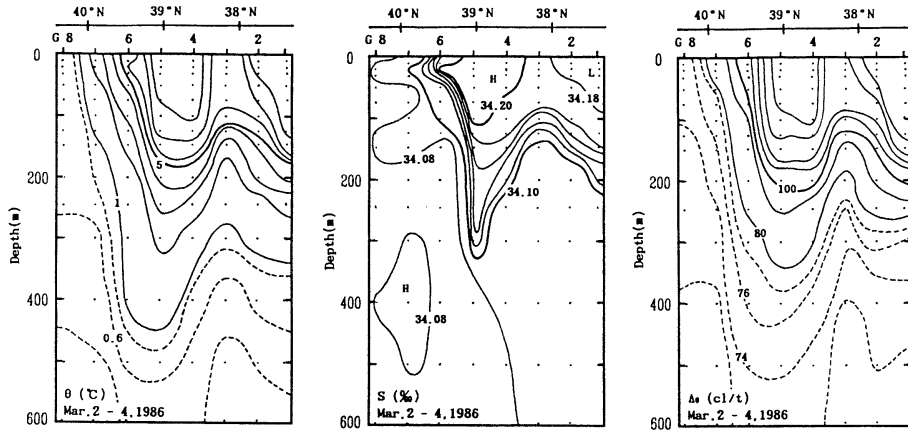 40°N 39°N 38°N
G 8 6 4 2
0
200
400
600
Depth(m)
5
1
0.6
θ (℃)
Mar.2 - 4,1986
40°N 39°N 38°N
G 8 6 4 2
0
200
400
600
Depth(m)
H
L
34.20
34.18
34.08
34.10
H
34.08
S (‰)
Mar.2 - 4,1986
40°N 39°N 38°N
G 8 6 4 2
0
200
400
600
Depth(m)
100
80
76
74
(cl/t)
Mar.2 - 4,1986